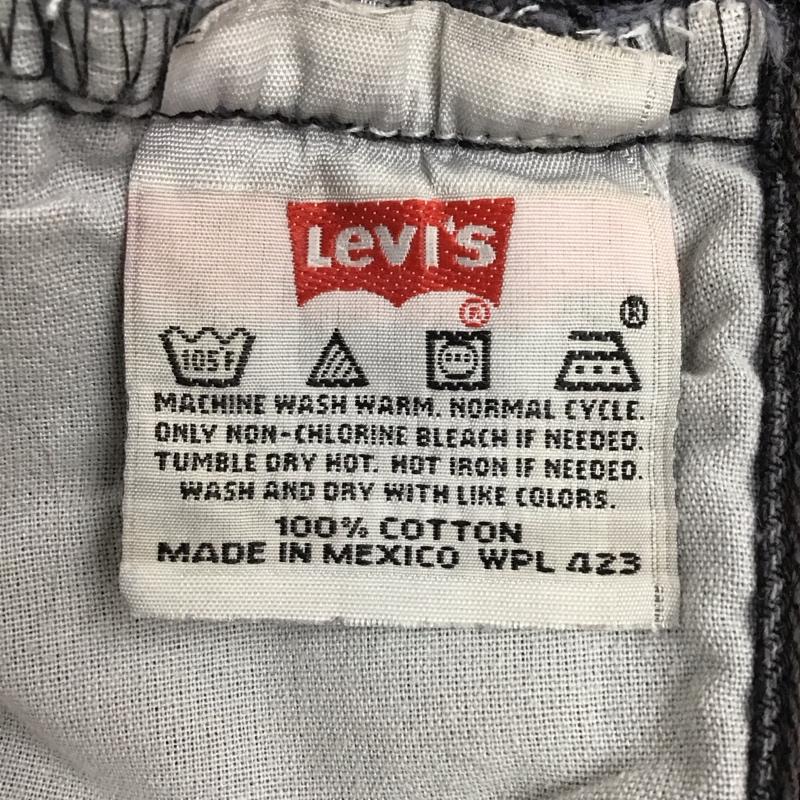 Levi's
®
®
105°F
MACHINE WASH WARM. NORMAL CYCLE.
ONLY NON-CHLORINE BLEACH IF NEEDED.
TUMBLE DRY HOT. HOT IRON IF NEEDED.
WASH AND DRY WITH LIKE COLORS.
100% COTTON
MADE IN MEXICO WPL 423